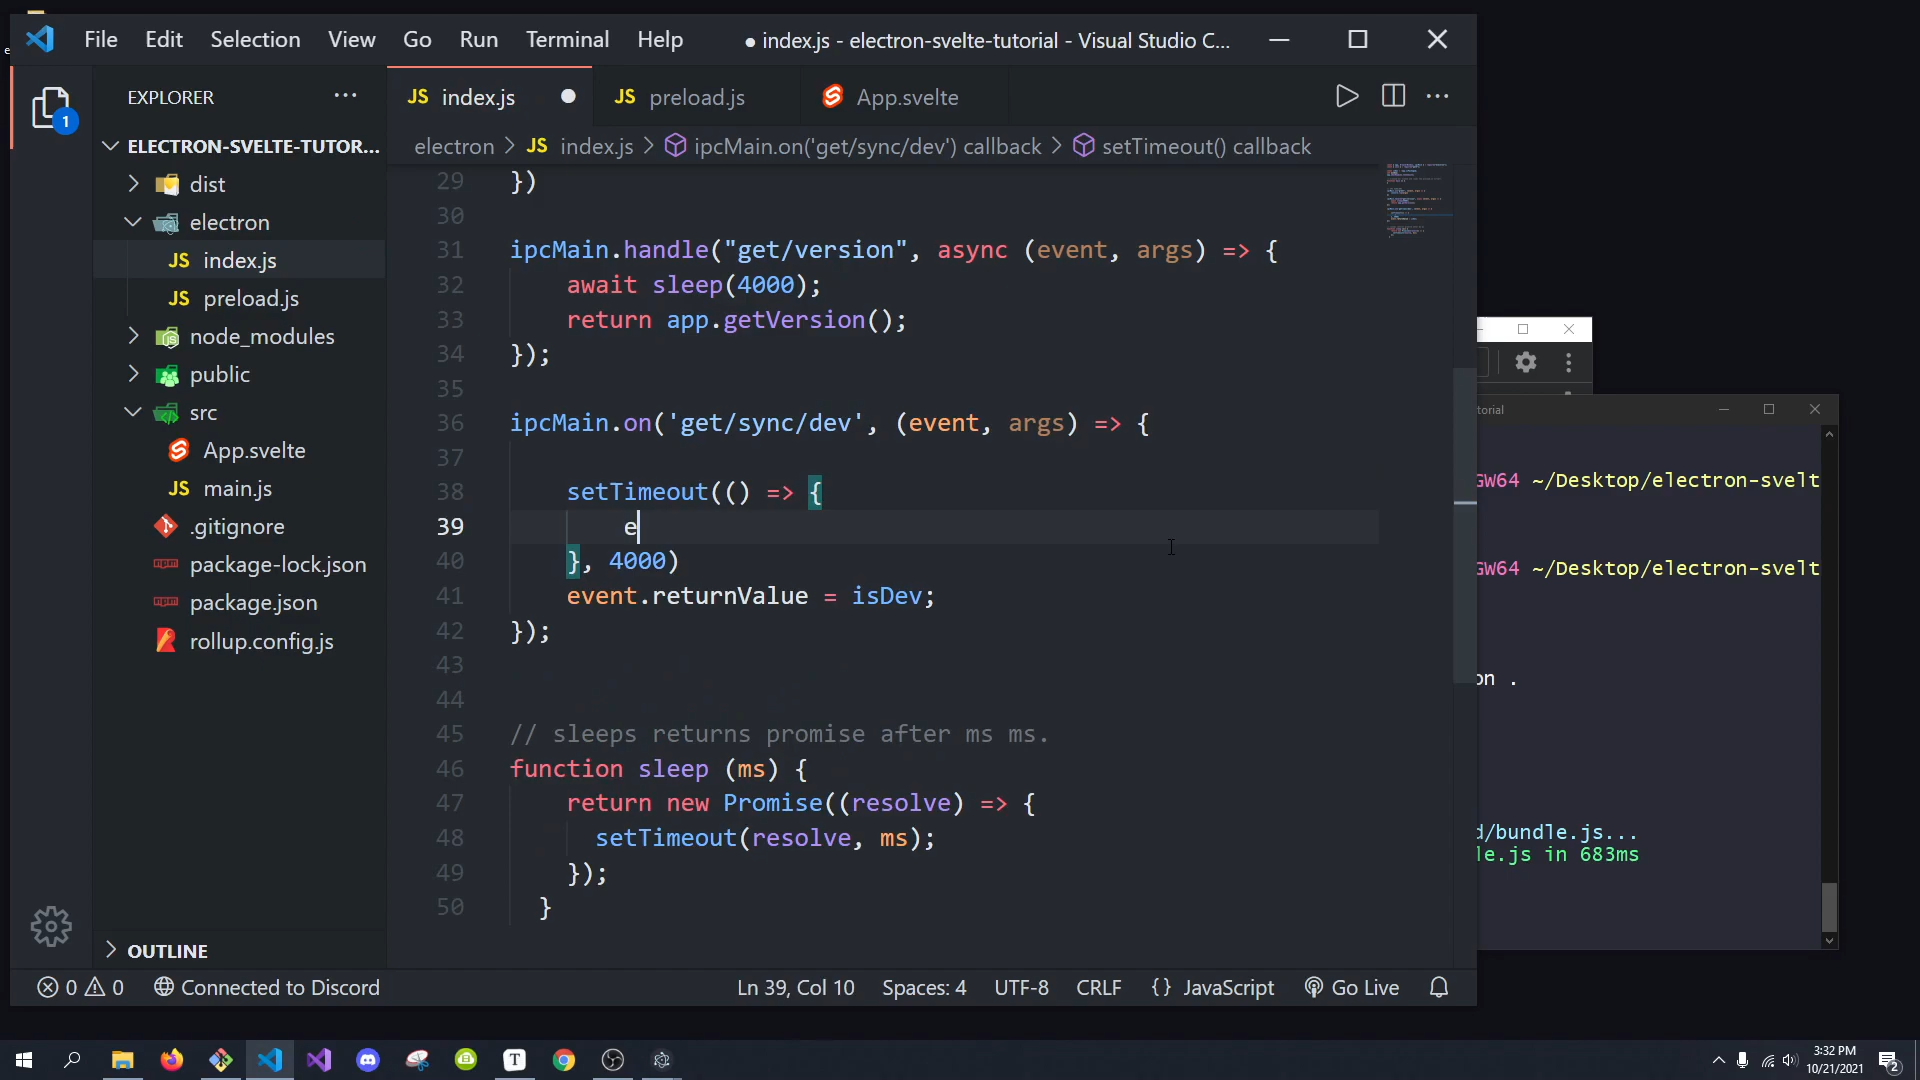 File Edit Selection View Go Run Terminal Help ● index.js - electron-svelte-tutorial - Visual Studio C...
EXPLORER ...
JS index.js ● JS preload.js App.svelte
ELECTRON-SVELTE-TUTOR...
dist
electron
JS index.js
JS preload.js
node_modules
public
src
App.svelte
JS main.js
.gitignore
package-lock.json
package.json
rollup.config.js
OUTLINE
1
electron > JS index.js > ipcMain.on('get/sync/dev') callback > setTimeout() callback
29 })
30
31 ipcMain.handle("get/version", async (event, args) => {
32 await sleep(4000);
33 return app.getVersion();
34 });
35
36 ipcMain.on('get/sync/dev', (event, args) => {
37
38 setTimeout(() => {
39 e
40 }, 4000)
41 event.returnValue = isDev;
42 });
43
44
45 // sleeps returns promise after ms ms.
46 function sleep (ms) {
47 return new Promise((resolve) => {
48 setTimeout(resolve, ms);
49 });
50 }
0 0 Connected to Discord Ln 39, Col 10 Spaces: 4 UTF-8 CRLF {} JavaScript Go Live
torial
GW64 ~/Desktop/electron-svelt
GW64 ~/Desktop/electron-svelt
on .
d/bundle.js...
le.js in 683ms
T
3:32 PM
10/21/2021
2